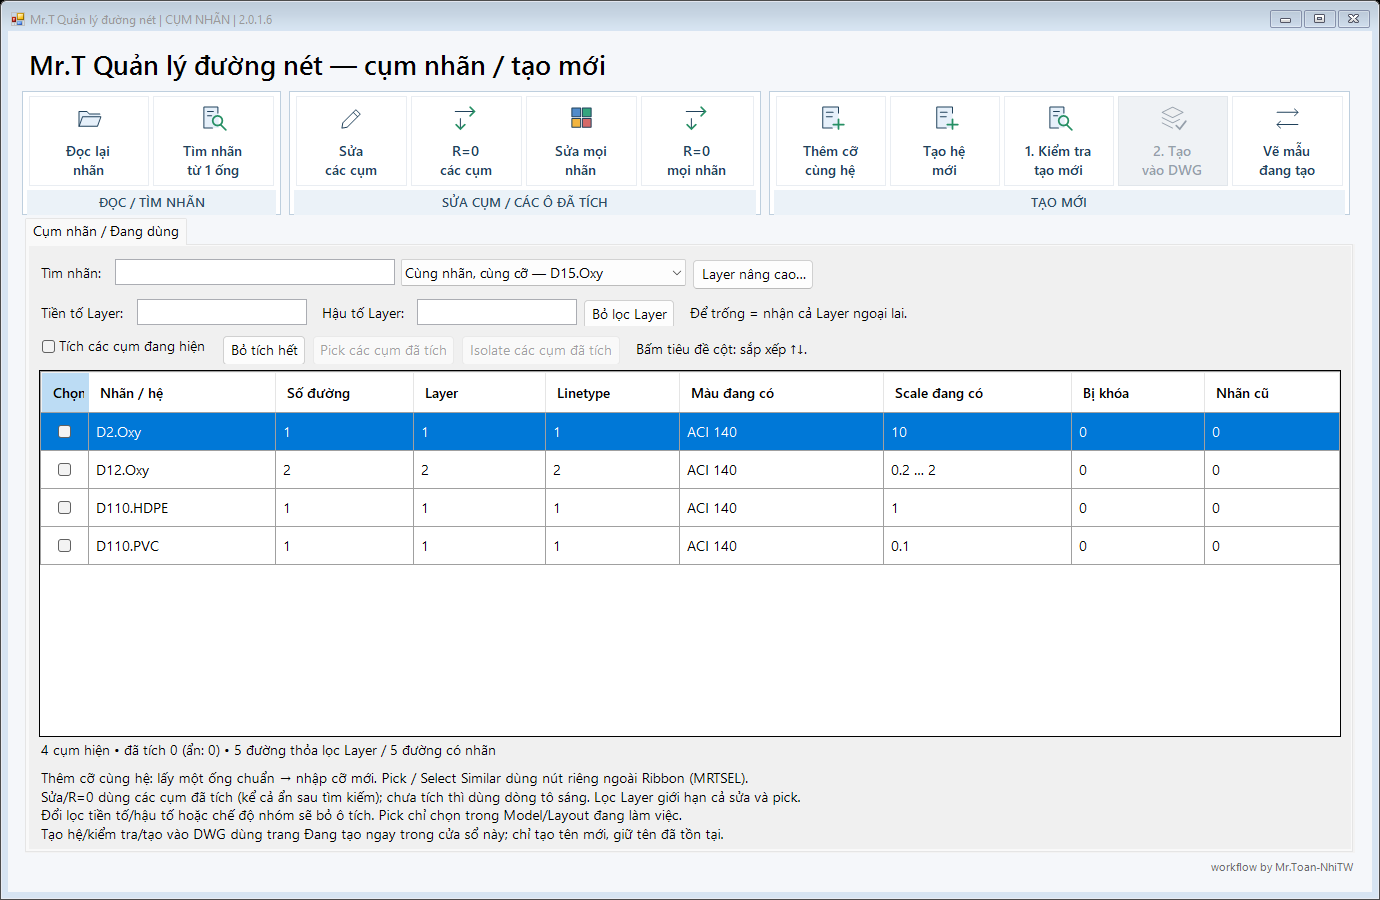 Mr.T Quản lý đường nét | CỤM NHÃN | 2.0.1.6
Mr.T Quản lý đường nét — cụm nhãn / tạo mới
Đọc lại nhãn
Tìm nhãn từ 1 ống
ĐỌC / TÌM NHÃN
Sửa các cụm
R=0 các cụm
Sửa mọi nhãn
R=0 mọi nhãn
SỬA CỤM / CÁC Ô ĐÃ TÍCH
Thêm cỡ cùng hệ
Tạo hệ mới
1. Kiểm tra tạo mới
2. Tạo vào DWG
Vẽ mẫu đang tạo
TẠO MỚI
Cụm nhãn / Đang dùng
Tìm nhãn: Cùng nhãn, cùng cỡ — D15.Oxy Layer nâng cao...
Tiền tố Layer: Hậu tố Layer: Bỏ lọc Layer Để trống = nhận cả Layer ngoại lai.
Tích các cụm đang hiện Bỏ tích hết Pick các cụm đã tích Isolate các cụm đã tích Bấm tiêu đề cột: sắp xếp ↑↓.
Chọn Nhãn / hệ Số đường Layer Linetype Màu đang có Scale đang có Bị khóa Nhãn cũ
D2.Oxy 1 1 1 ACI 140 10 0 0
D12.Oxy 2 2 2 ACI 140 0.2 ... 2 0 0
D110.HDPE 1 1 1 ACI 140 1 0 0
D110.PVC 1 1 1 ACI 140 0.1 0 0
4 cụm hiện • đã tích 0 (ẩn: 0) • 5 đường thỏa lọc Layer / 5 đường có nhãn
Thêm cỡ cùng hệ: lấy một ống chuẩn → nhập cỡ mới. Pick / Select Similar dùng nút riêng ngoài Ribbon (MRTSEL).
Sửa/R=0 dùng các cụm đã tích (kể cả ẩn sau tìm kiếm); chưa tích thì dùng dòng tô sáng. Lọc Layer giới hạn cả sửa và pick.
Đổi lọc tiền tố/hậu tố hoặc chế độ nhóm sẽ bỏ ô tích. Pick chỉ chọn trong Model/Layout đang làm việc.
Tạo hệ/kiểm tra/tạo vào DWG dùng trang Đang tạo ngay trong cửa sổ này; chỉ tạo tên mới, giữ tên đã tồn tại.
workflow by Mr.Toan-NhiTW